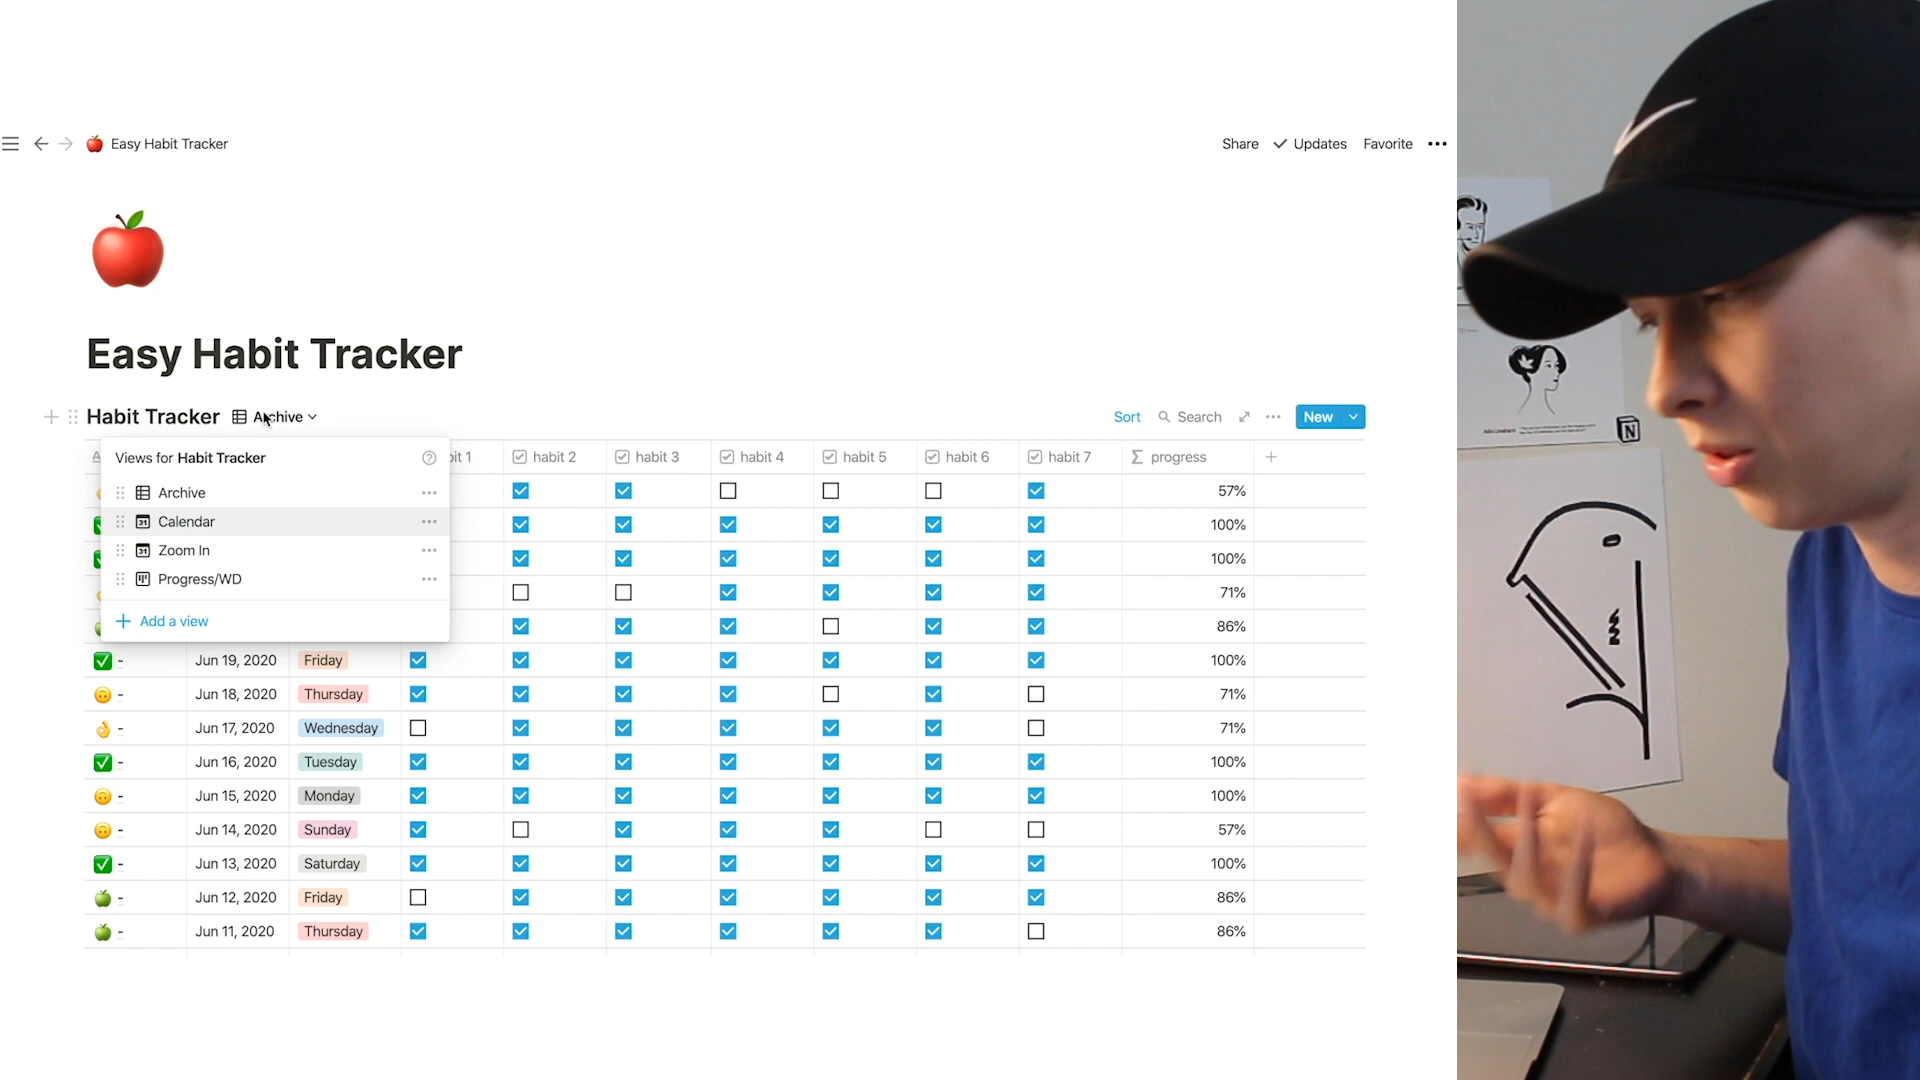 Easy Habit Tracker
Share Updates Favorite
Easy Habit Tracker
Habit Tracker Archive
Sort Search New
Views for Habit Tracker
Archive
Calendar
Zoom In
Progress/WD
Add a view
habit 2 habit 3 habit 4 habit 5 habit 6 habit 7 progress
57%
100%
100%
71%
86%
- Jun 19, 2020 Friday 100%
- Jun 18, 2020 Thursday 71%
- Jun 17, 2020 Wednesday 71%
- Jun 16, 2020 Tuesday 100%
- Jun 15, 2020 Monday 100%
- Jun 14, 2020 Sunday 57%
- Jun 13, 2020 Saturday 100%
- Jun 12, 2020 Friday 86%
- Jun 11, 2020 Thursday 86%
N